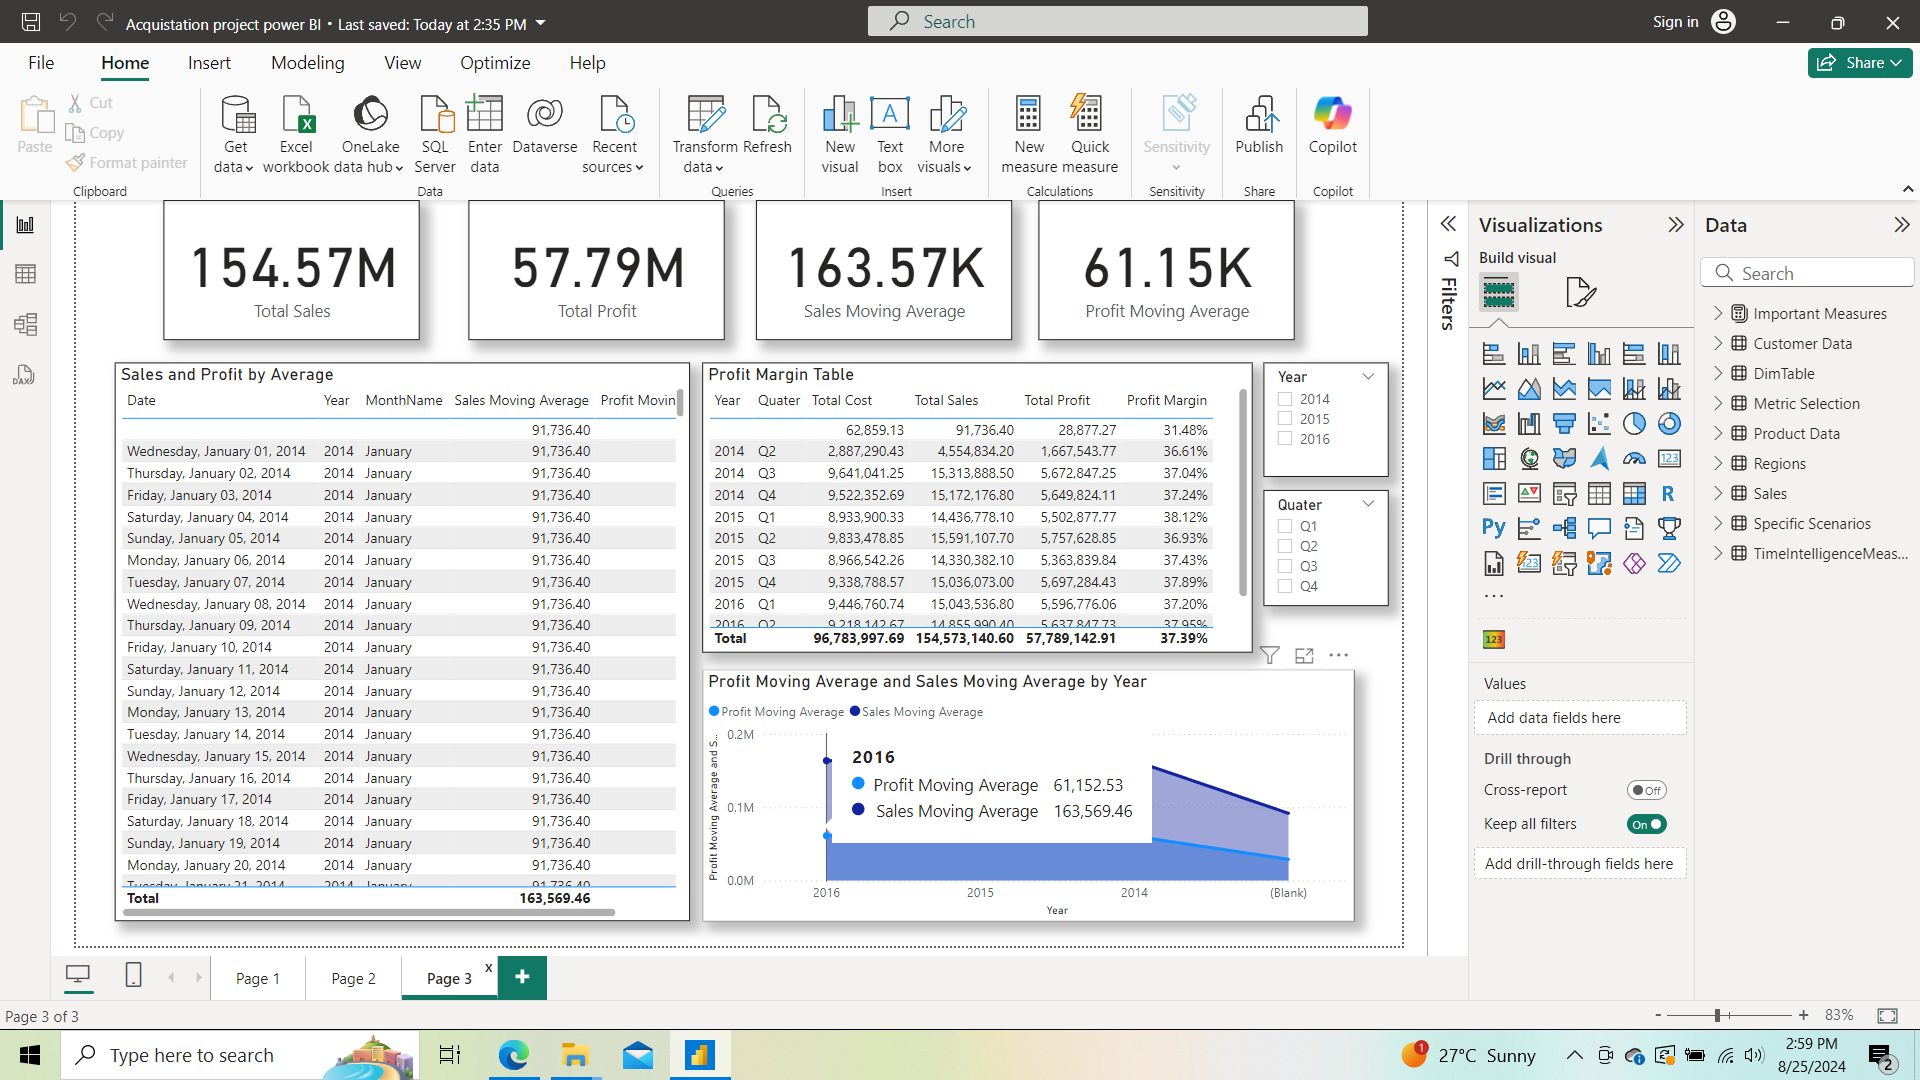 Acquistation project power BI • Last saved: Today at 2:35 PM
Search
Sign in
File Home Insert Modeling View Optimize Help
Share
Paste
Cut
Copy
Format painter
Clipboard
Get data
Excel workbook
OneLake data hub
SQL Server
Enter data
Dataverse
Recent sources
Data
Transform data
Refresh
Queries
New visual
Text box
More visuals
Insert
New measure
Quick measure
Calculations
Sensitivity
Sensitivity
Publish
Share
Copilot
Copilot
154.57M
Total Sales
57.79M
Total Profit
163.57K
Sales Moving Average
61.15K
Profit Moving Average
Sales and Profit by Average
Date Year MonthName Sales Moving Average Profit Movin
91,736.40
Wednesday, January 01, 2014 2014 January 91,736.40
Thursday, January 02, 2014 2014 January 91,736.40
Friday, January 03, 2014 2014 January 91,736.40
Saturday, January 04, 2014 2014 January 91,736.40
Sunday, January 05, 2014 2014 January 91,736.40
Monday, January 06, 2014 2014 January 91,736.40
Tuesday, January 07, 2014 2014 January 91,736.40
Wednesday, January 08, 2014 2014 January 91,736.40
Thursday, January 09, 2014 2014 January 91,736.40
Friday, January 10, 2014 2014 January 91,736.40
Saturday, January 11, 2014 2014 January 91,736.40
Sunday, January 12, 2014 2014 January 91,736.40
Monday, January 13, 2014 2014 January 91,736.40
Tuesday, January 14, 2014 2014 January 91,736.40
Wednesday, January 15, 2014 2014 January 91,736.40
Thursday, January 16, 2014 2014 January 91,736.40
Friday, January 17, 2014 2014 January 91,736.40
Saturday, January 18, 2014 2014 January 91,736.40
Sunday, January 19, 2014 2014 January 91,736.40
Monday, January 20, 2014 2014 January 91,736.40
Tuesday, January 21, 2014 2014 January 91,736.40
Total 163,569.46
Profit Margin Table
Year Quater Total Cost Total Sales Total Profit Profit Margin
62,859.13 91,736.40 28,877.27 31.48%
2014 Q2 2,887,290.43 4,554,834.20 1,667,543.77 36.61%
2014 Q3 9,641,041.25 15,313,888.50 5,672,847.25 37.04%
2014 Q4 9,522,352.69 15,172,176.80 5,649,824.11 37.24%
2015 Q1 8,933,900.33 14,436,778.10 5,502,877.77 38.12%
2015 Q2 9,833,478.85 15,591,107.70 5,757,628.85 36.93%
2015 Q3 8,966,542.26 14,330,382.10 5,363,839.84 37.43%
2015 Q4 9,338,788.57 15,036,073.00 5,697,284.43 37.89%
2016 Q1 9,446,760.74 15,043,536.80 5,596,776.06 37.20%
2016 Q2 9,218,142.67 14,855,990.40 5,637,847.73 37.95%
Total 96,783,997.69 154,573,140.60 57,789,142.91 37.39%
Year
2014
2015
2016
Quater
Q1
Q2
Q3
Q4
Profit Moving Average and Sales Moving Average by Year
Profit Moving Average Sales Moving Average
Profit Moving Average and S...
0.2M
0.1M
0.0M
2016
Profit Moving Average 61,152.53
Sales Moving Average 163,569.46
2016 2015 2014 (Blank)
Year
Filters
Visualizations
Build visual
123
R
Py
123
Values
Add data fields here
Drill through
Cross-report Off
Keep all filters On
Add drill-through fields here
Data
Search
Important Measures
Customer Data
DimTable
Metric Selection
Product Data
Regions
Sales
Specific Scenarios
TimeIntelligenceMeas...
Page 1 Page 2 Page 3 x +
Page 3 of 3
- + 83%
Type here to search
1
27°C Sunny
2:59 PM
8/25/2024
2